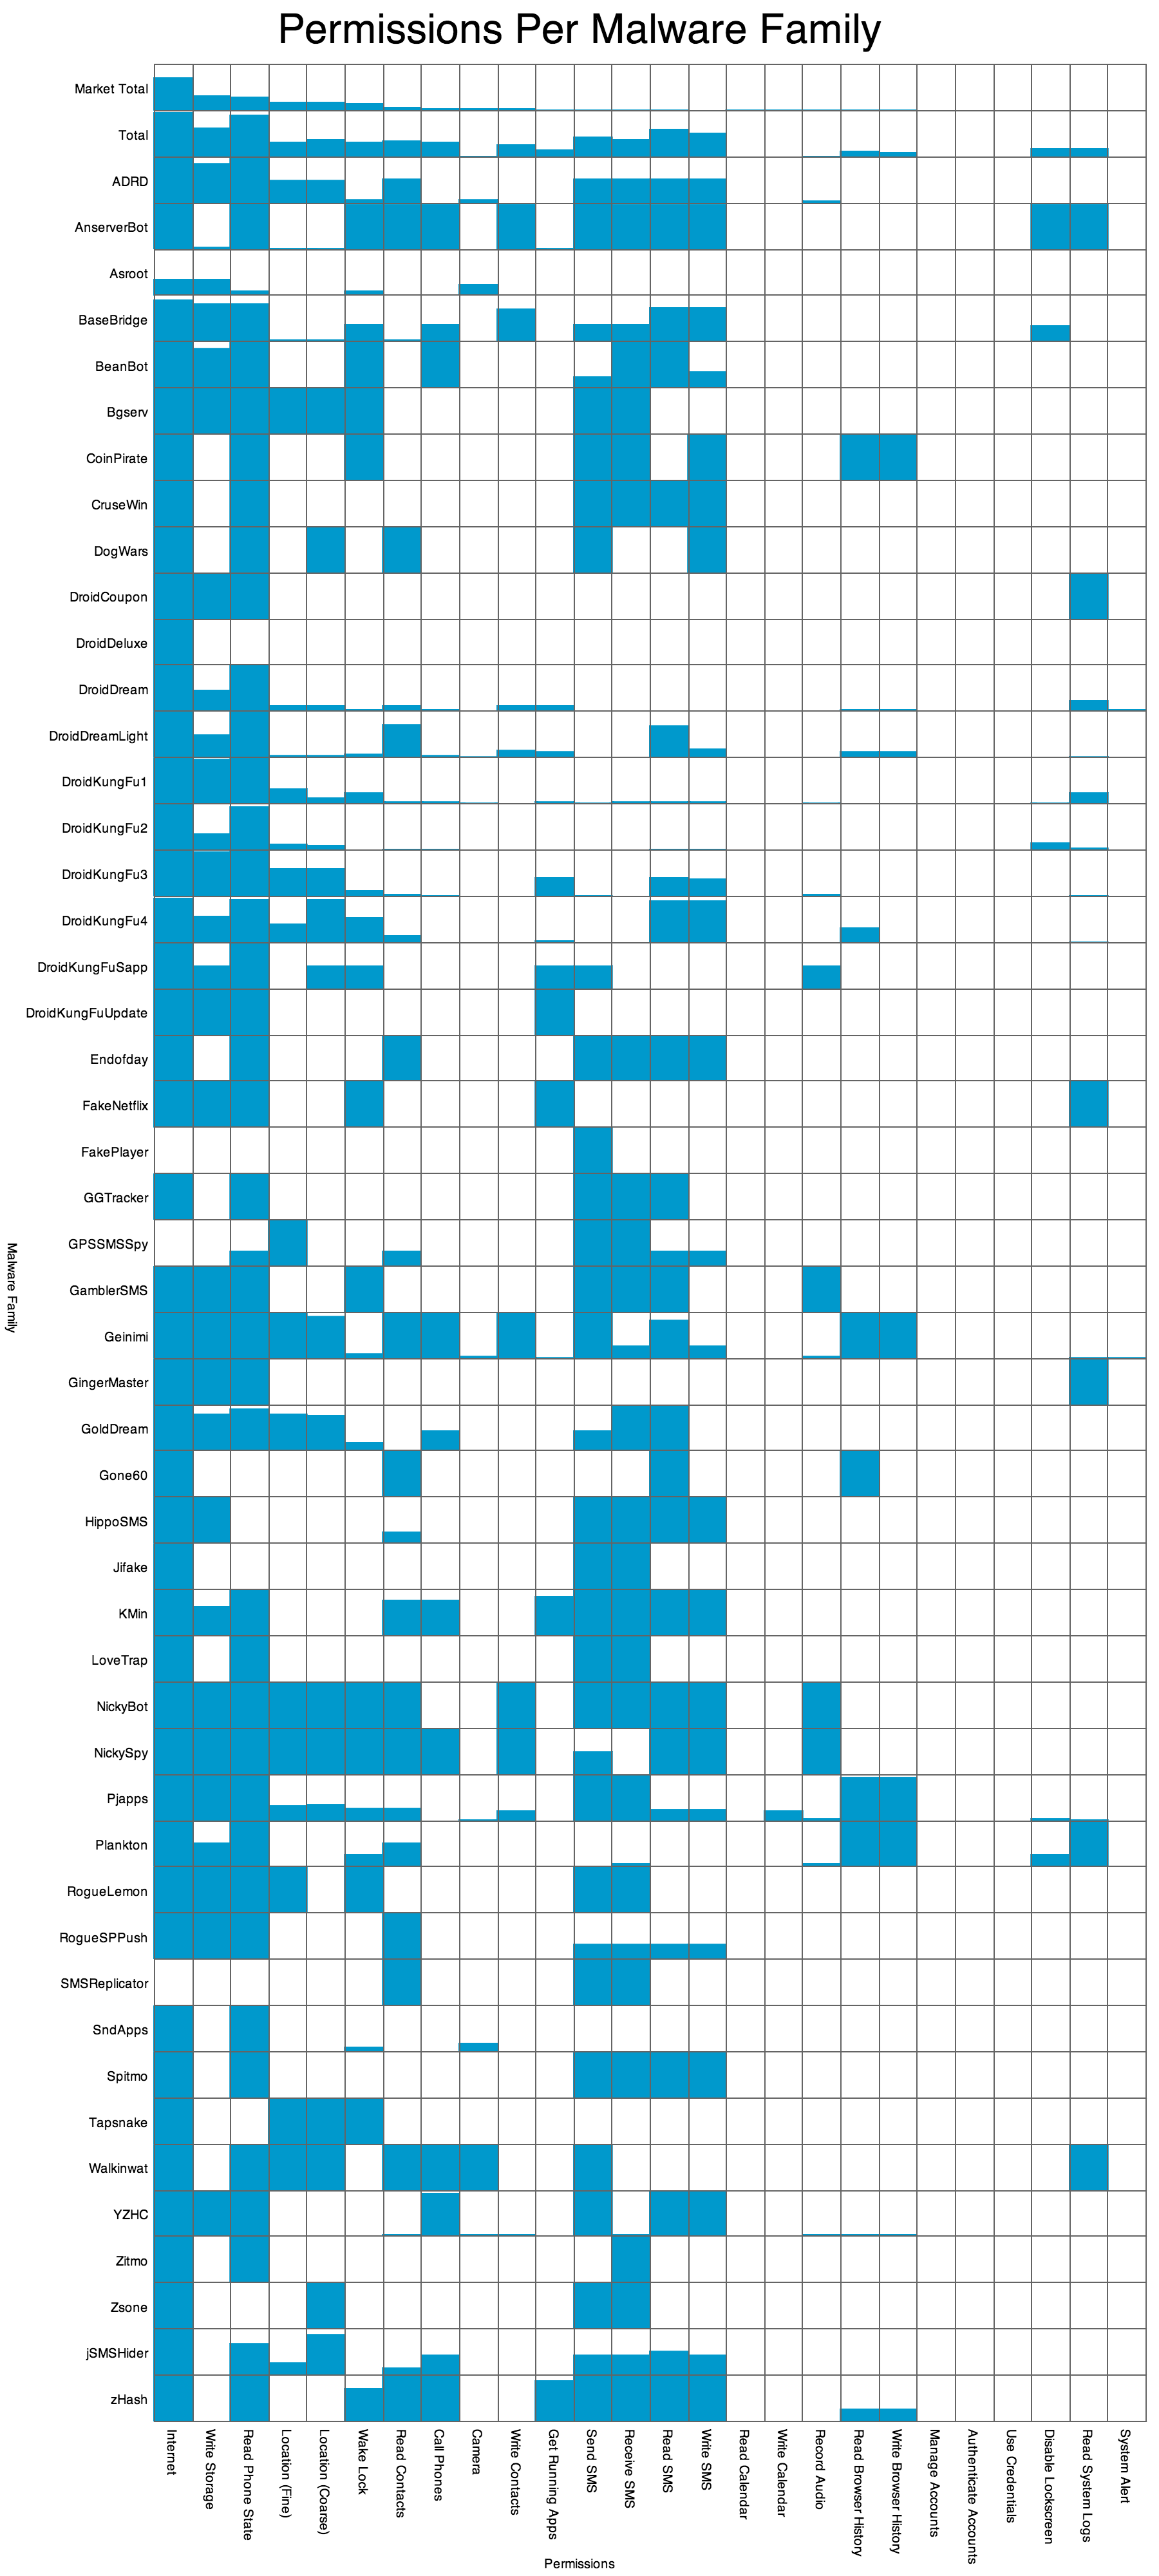 Permissions Per Malware Family
Market Total
Total
ADRD
AnserverBot
Asroot
BaseBridge
BeanBot
Bgserv
CoinPirate
CruseWin
DogWars
DroidCoupon
DroidDeluxe
DroidDream
DroidDreamLight
DroidKungFu1
DroidKungFu2
DroidKungFu3
DroidKungFu4
DroidKungFuSapp
DroidKungFuUpdate
Endofday
FakeNetflix
FakePlayer
GGTracker
GPSSMSSpy
GamblerSMS
Geinimi
GingerMaster
GoldDream
Gone60
HippoSMS
Jifake
KMin
LoveTrap
NickyBot
NickySpy
Pjapps
Plankton
RogueLemon
RogueSPPush
SMSReplicator
SndApps
Spitmo
Tapsnake
Walkinwat
YZHC
Zitmo
Zsone
jSMSHider
zHash
Malware Family
Internet
Write Storage
Read Phone State
Location (Fine)
Location (Coarse)
Wake Lock
Read Contacts
Call Phones
Camera
Write Contacts
Get Running Apps
Send SMS
Receive SMS
Read SMS
Write SMS
Read Calendar
Write Calendar
Record Audio
Read Browser History
Write Browser History
Manage Accounts
Authenticate Accounts
Use Credentials
Disable Lockscreen
Read System Logs
System Alert
Permissions